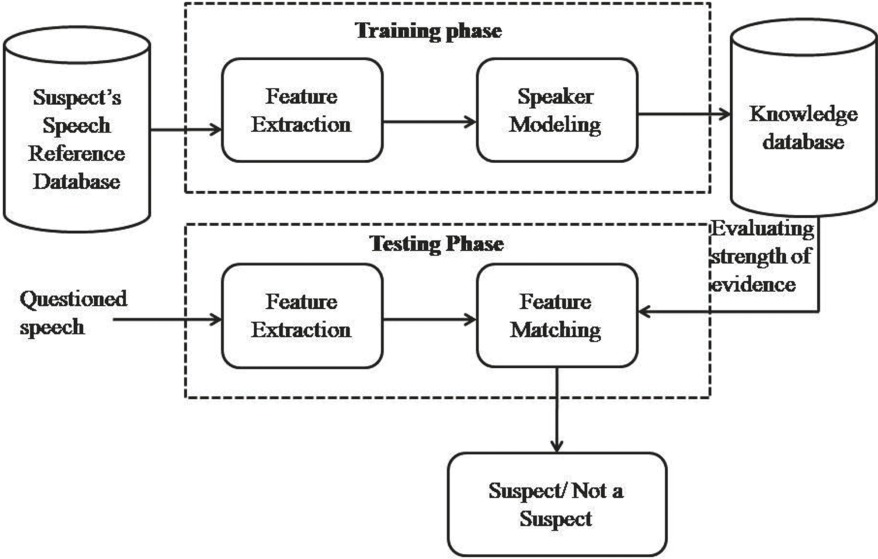 Training phase
Suspect's
Speech
Reference
Database
Feature
Extraction
Speaker
Modeling
Knowledge
database
Evaluating
strength of
evidence
Testing Phase
Questioned
speech
Feature
Extraction
Feature
Matching
Suspect/ Not a
Suspect